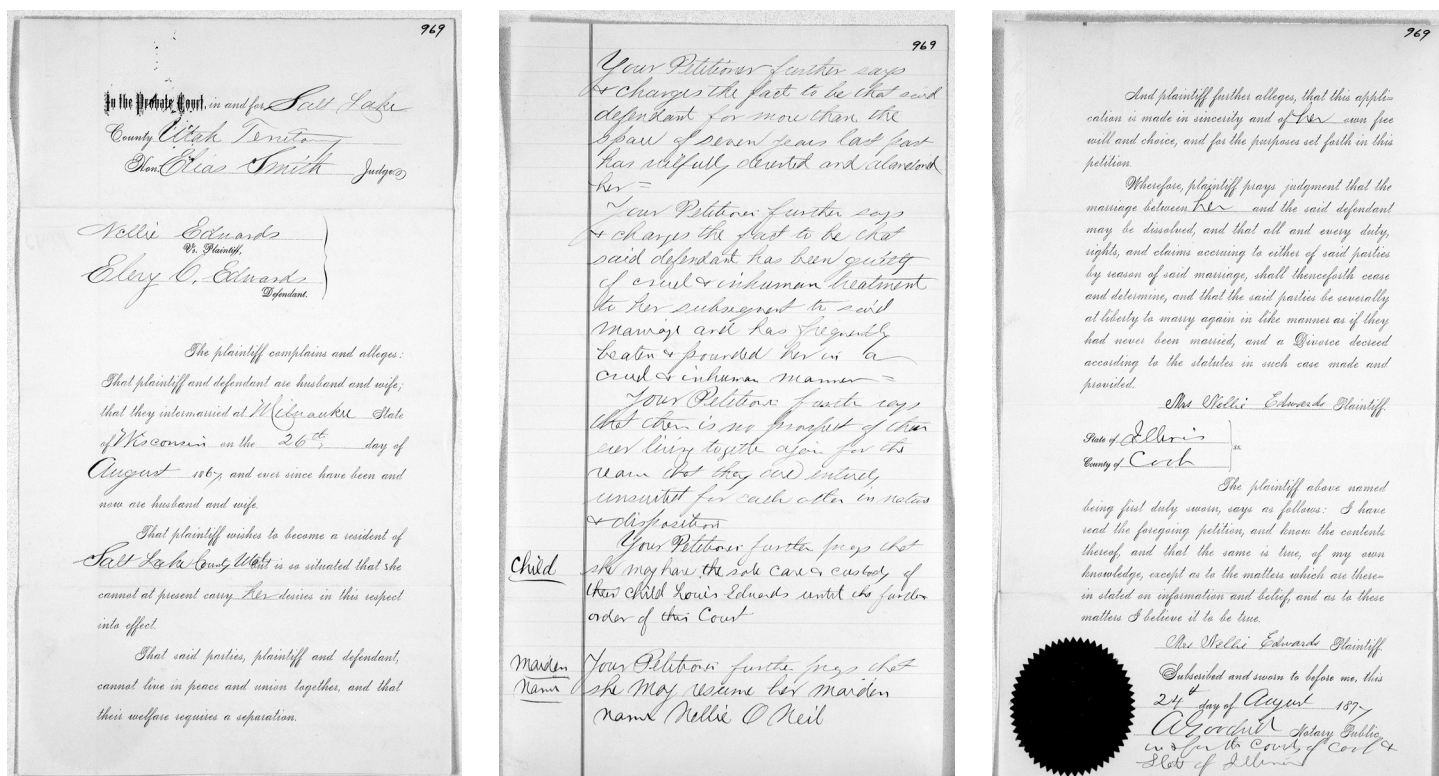 969
In the Probate Court, in and for Salt Lake
County Utah Territory
Hon. Elias Smith Judge
Nellie Edwards
Vs. Plaintiff,
Elery C. Edwards
Defendant.
The plaintiff complains and alleges:
That plaintiff and defendant are husband and wife;
that they intermarried at Milwaukee State
of Wisconsin on the 26th day of
August 1867, and ever since have been and
now are husband and wife.
That plaintiff wishes to become a resident of
Salt Lake County Utah is so situated that she
cannot at present carry her desires in this respect
into effect.
That said parties, plaintiff and defendant,
cannot live in peace and union together, and that
their welfare requires a separation.
969
Your Petitioner further says
& charges the fact to be that said
defendant for more than the
space of seven years last past
has wilfully deserted and abandoned
her =
Your Petitioner further says
& charges the fact to be that
said defendant has been guilty
of cruel & inhuman treatment
to her subsequent to said
marriage and has frequently
beaten & pounded her in a
cruel & inhuman manner =
Your Petitioner further says
that there is no prospect of their
ever living together again for the
reason that they are entirely
unsuited for each other in nature
& disposition
Your Petitioner further prays that
Child she may have the sole care & custody of
their child Louis Edwards until the further
order of this Court
Maiden Your Petitioner further prays that
Name she may resume her maiden
name Nellie O Neil
969
And plaintiff further alleges, that this appli-
cation is made in sincerity and of her own free
will and choice, and for the purposes set forth in this
petition.
Wherefore, plaintiff prays judgment that the
marriage between her and the said defendant
may be dissolved, and that all and every duty,
rights, and claims accruing to either of said parties
by reason of said marriage, shall thenceforth cease
and determine, and that the said parties be severally
at liberty to marry again in like manner as if they
had never been married, and a Divorce decreed
according to the statutes in such case made and
provided.
Mrs Nellie Edwards Plaintiff.
State of Illinois
County of Cook ss.
The plaintiff above named
being first duly sworn, says as follows: I have
read the foregoing petition, and know the contents
thereof, and that the same is true, of my own
knowledge, except as to the matters which are there-
in stated on information and belief, and as to these
matters I believe it to be true.
Mrs Nellie Edwards Plaintiff.
Subscribed and sworn to before me, this
24th day of August 1877
A Goodrich Notary Public,
in & for the County of Cook &
State of Illinois